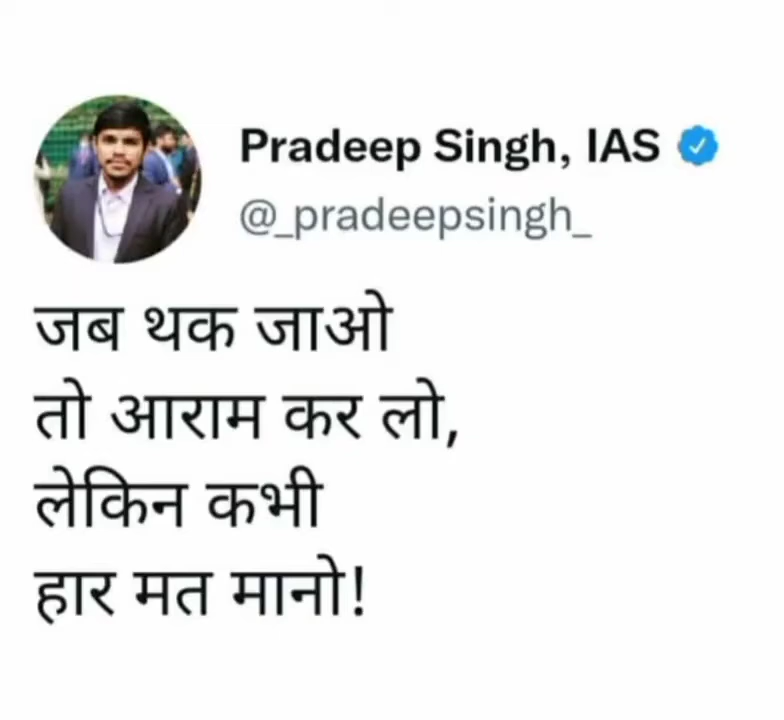 Pradeep Singh, IAS
@_pradeepsingh_
जब थक जाओ
तो आराम कर लो,
लेकिन कभी
हार मत मानो!